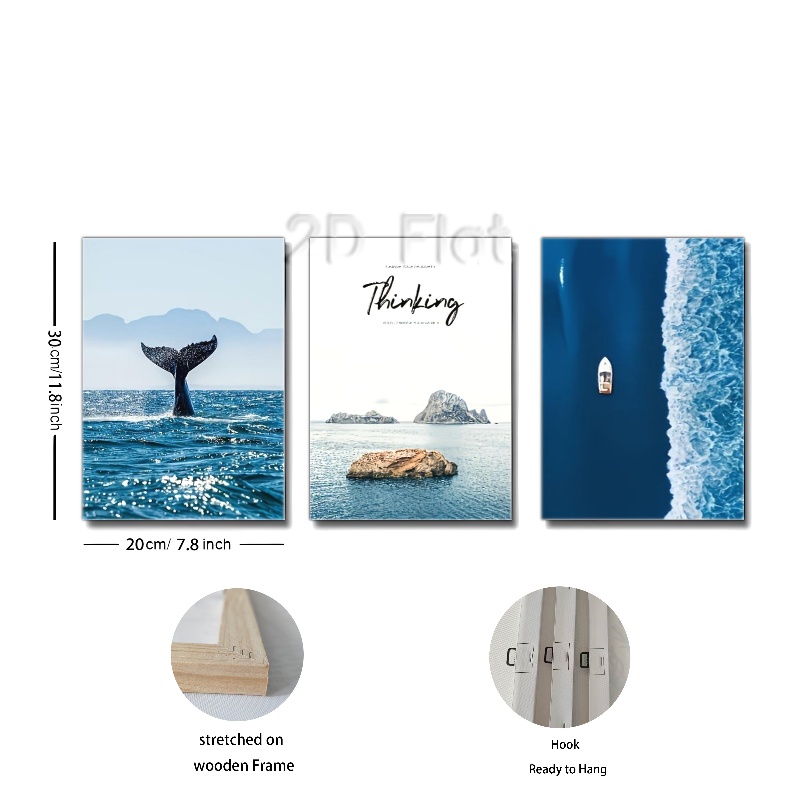 2D Flat
Thinking
30cm/11.8inch
20cm/ 7.8 inch
stretched on
wooden Frame
Hook
Ready to Hang